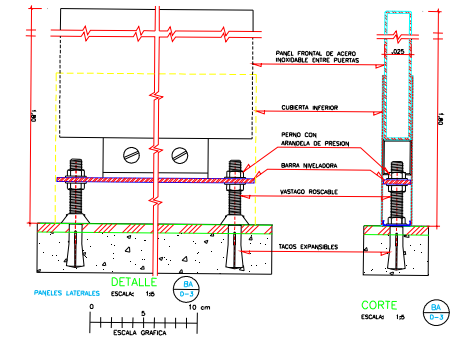 PANEL FRONTAL DE ACERO
INOXIDABLE ENTRE PUERTAS
.025
CUBIERTA INFERIOR
1,80
1,80
PERNO CON
ARANDELA DE PRESION
BARRA NIVELADORA
VASTAGO ROSCABLE
TACOS EXPANSIBLES
DETALLE
PANELES LATERALES ESCALA: 1:5
BA
D-3
0 5 10 cm
ESCALA GRAFICA
CORTE
ESCALA: 1:5
BA
D-3